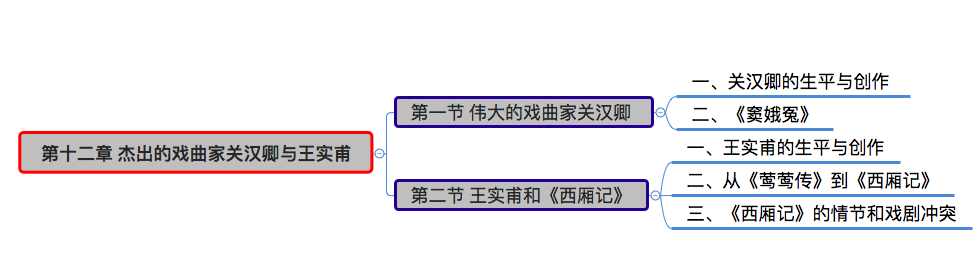 第十二章 杰出的戏曲家关汉卿与王实甫
第一节 伟大的戏曲家关汉卿
一、关汉卿的生平与创作
二、《窦娥冤》
第二节 王实甫和《西厢记》
一、王实甫的生平与创作
二、从《莺莺传》到《西厢记》
三、《西厢记》的情节和戏剧冲突